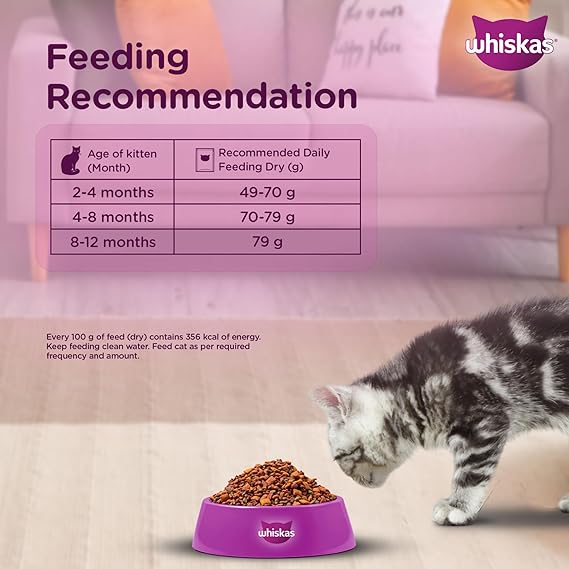 whiskas®
Feeding
Recommendation
Age of kitten
(Month)
Recommended Daily
Feeding Dry (g)
2-4 months
49-70 g
4-8 months
70-79 g
8-12 months
79 g
Every 100 g of feed (dry) contains 356 kcal of energy.
Keep feeding clean water. Feed cat as per required
frequency and amount.
whiskas